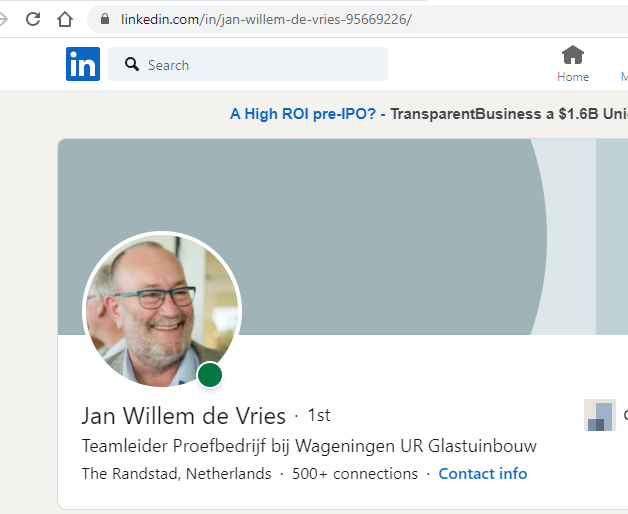 linkedin.com/in/jan-willem-de-vries-95669226/
in
Search
Home
A High ROI pre-IPO? - TransparentBusiness a $1.6B Uni
Jan Willem de Vries · 1st
Teamleider Proefbedrijf bij Wageningen UR Glastuinbouw
The Randstad, Netherlands · 500+ connections · Contact info